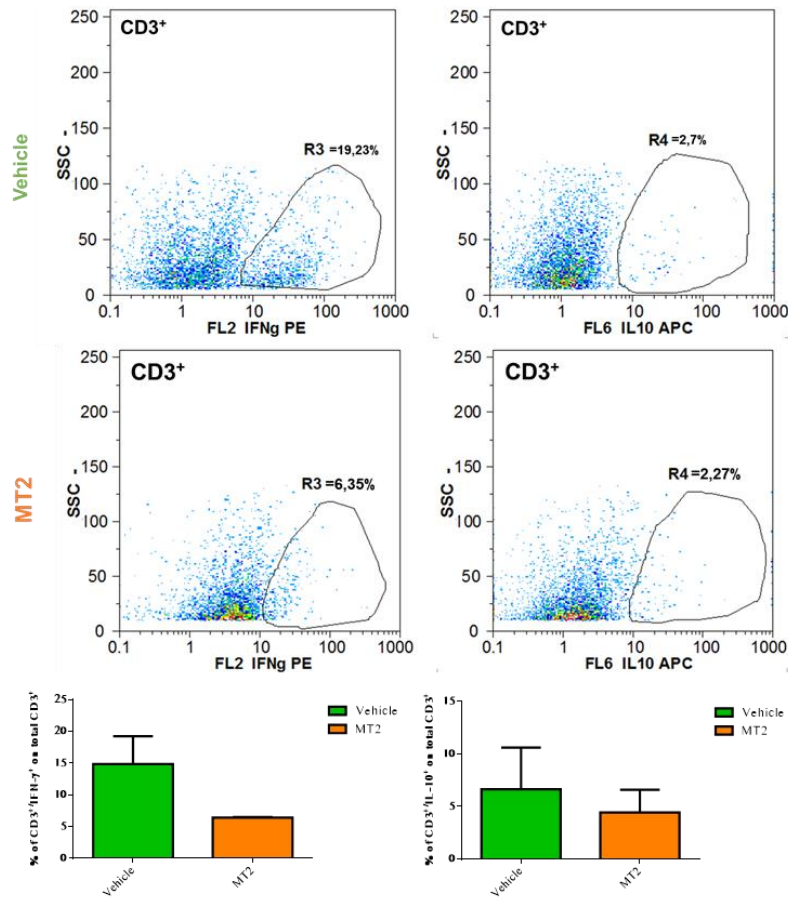 Vehicle
CD3+
250
200
150
100
50
0
SSC -
R3 =19,23%
0.1 1 10 100 1000
FL2 IFNg PE
CD3+
250
200
150
100
50
0
SSC -
R4 =2,7%
0.1 1 10 100 1000
FL6 IL10 APC
MT2
CD3+
250
200
150
100
50
0
SSC -
R3 =6,35%
0.1 1 10 100 1000
FL2 IFNg PE
CD3+
250
200
150
100
50
0
SSC -
R4 =2,27%
0.1 1 10 100 1000
FL6 IL10 APC
% of CD3+/IFN-γ+ on total CD3+
25
20
15
10
5
0
Vehicle
MT2
Vehicle
MT2
% of CD3+/IL-10+ on total CD3+
15
10
5
0
Vehicle
MT2
Vehicle
MT2